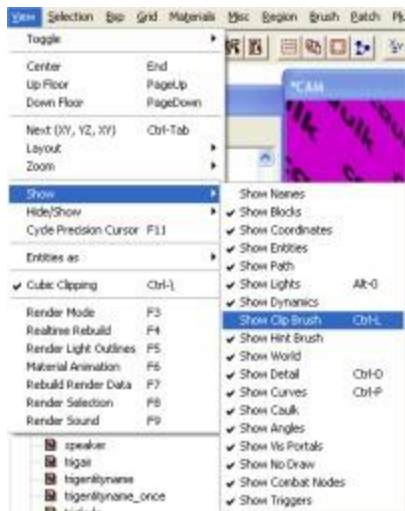 View Selection Bsp Grid Materials Misc Region Brush Patch
Toggle
Center End
Up Floor PageUp
Down Floor PageDown
Next (XY, YZ, XY) Ctrl-Tab
Layout
Zoom
Show
Hide/Show
Cycle Precision Cursor F11
Entities as
Cubic Clipping Ctrl-\
Render Mode F3
Realtime Rebuild F4
Render Light Outlines F5
Material Animation F6
Rebuild Render Data F7
Render Selection F8
Render Sound F9
speaker
trigair
trigentityname
trigentityname_once
*CAM
caulk
Show Names
Show Blocks
Show Coordinates
Show Entities
Show Path
Show Lights Alt-0
Show Dynamics
Show Clip Brush Ctrl-L
Show Hint Brush
Show World
Show Detail Ctrl-D
Show Curves Ctrl-P
Show Caulk
Show Angles
Show Vis Portals
Show No Draw
Show Combat Nodes
Show Triggers